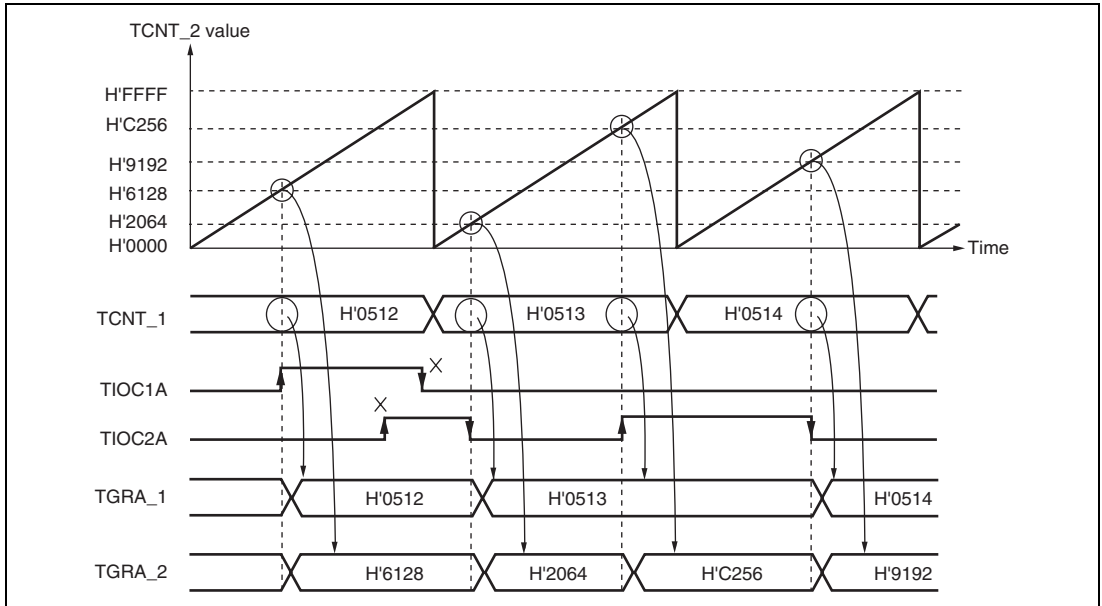 TCNT_2 value
H'FFFF
H'C256
H'9192
H'6128
H'2064
H'0000
Time
TCNT_1 H'0512 H'0513 H'0514
TIOC1A
TIOC2A
TGRA_1 H'0512 H'0513 H'0514
TGRA_2 H'6128 H'2064 H'C256 H'9192